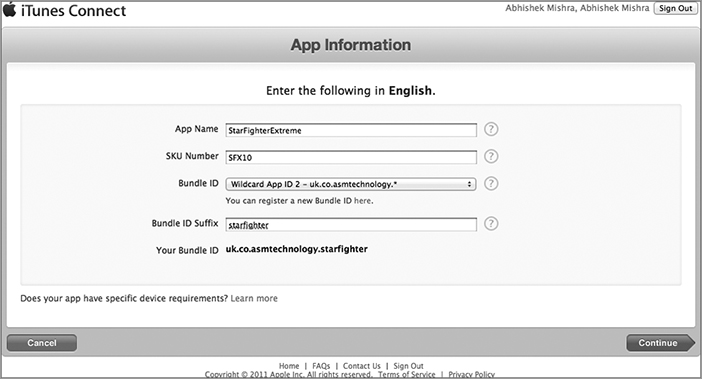 iTunes Connect
Abhishek Mishra, Abhishek Mishra Sign Out
App Information
Enter the following in English.
App Name StarFighterExtreme ?
SKU Number SFX10 ?
Bundle ID Wildcard App ID 2 - uk.co.asmtechnology.* ?
You can register a new Bundle ID here.
Bundle ID Suffix starfighter ?
Your Bundle ID uk.co.asmtechnology.starfighter
Does your app have specific device requirements? Learn more
Cancel Continue
Home | FAQs | Contact Us | Sign Out
Copyright © 2011 Apple Inc. All rights reserved. Terms of Service | Privacy Policy